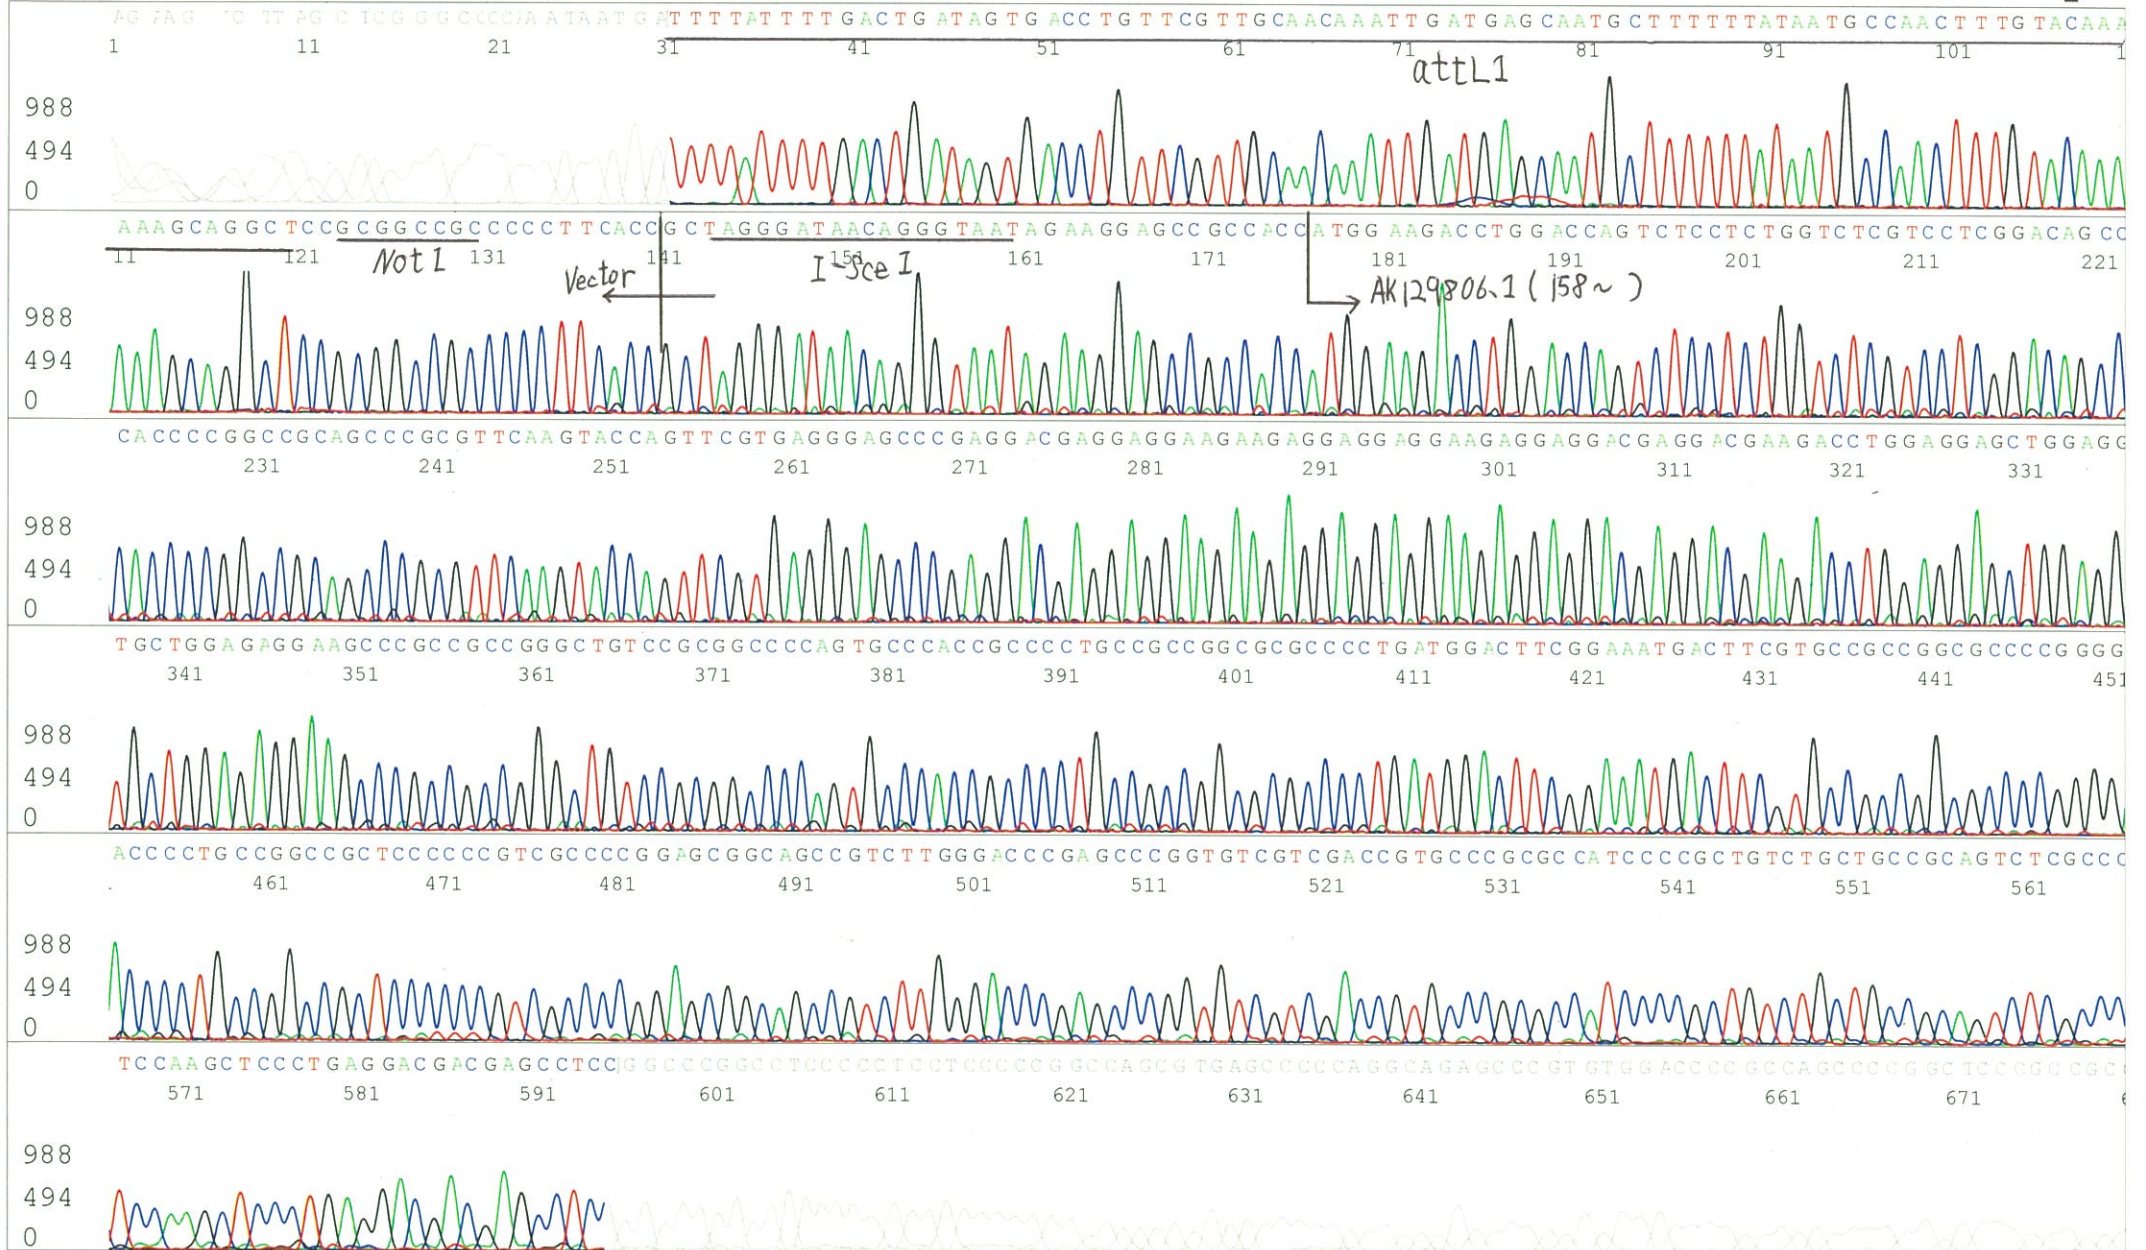 TTTTATTTTGACTGATAGTGACCTGTTCGTTGCAACAAATTGATGAGCAATGCTTTTTTATAATGCCAACTTTGTACAAA
1 11 21 31 41 51 61 71 81 91 101
attL1
988
494
0
AAAGCAGGCTCCGCGGCCGCCCCCTTCACCGCTAGGGATAACAGGGTAATAGAAGGAGCCGCCACCATGGAAGACCTGGACCAGTCTCCTCTGGTCTCGTCCTCGGACAGCC
11 121 131 141 151 161 171 181 191 201 211 221
Not1 Vector I-SceI AK129806.1 (158~)
988
494
0
CACCCCGGCCGCAGCCCGCGTTCAAGTACCAGTTCGTGAGGGAGCCCGAGGACGAGGAGGAAGAAGAGGAGGAGGAAGAGGAGGACGAGGACGAAGACCTGGAGGAGCTGGAGG
231 241 251 261 271 281 291 301 311 321 331
988
494
0
TGCTGGAGAGGAAGCCCGCCGCCGGGCTGTCCGCGGCCCCAGTGCCCACCGCCCCTGCCGCCGGCGCGCCCCTGATGGACTTCGGAAATGACTTCGTGCCGCCGGCGCCCCGGGG
341 351 361 371 381 391 401 411 421 431 441 451
988
494
0
ACCCCTGCCGGCCGCTCCCCCCGTCGCCCCGGAGCGGCAGCCGTCTTGGGACCCGAGCCCGGTGTCGTCGACCGTGCCCGCGCCATCCCCGCTGTCTGCTGCCGCAGTCTCGCCC
461 471 481 491 501 511 521 531 541 551 561
988
494
0
TCCAAGCTCCCTGAGGACGACGAGCCTCC
571 581 591 601 611 621 631 641 651 661 671
988
494
0